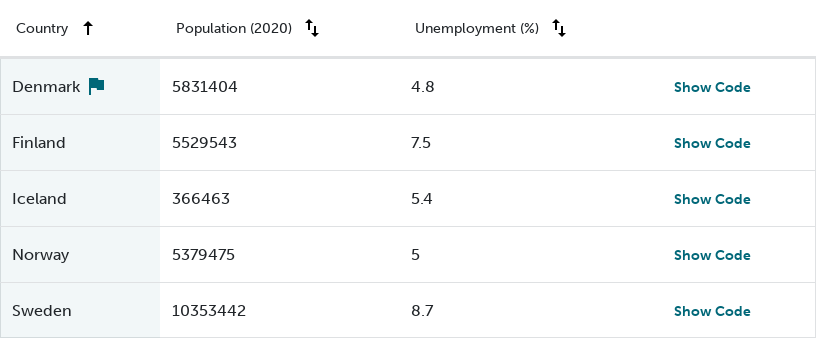 Country Population (2020) Unemployment (%)
Denmark 5831404 4.8 Show Code
Finland 5529543 7.5 Show Code
Iceland 366463 5.4 Show Code
Norway 5379475 5 Show Code
Sweden 10353442 8.7 Show Code